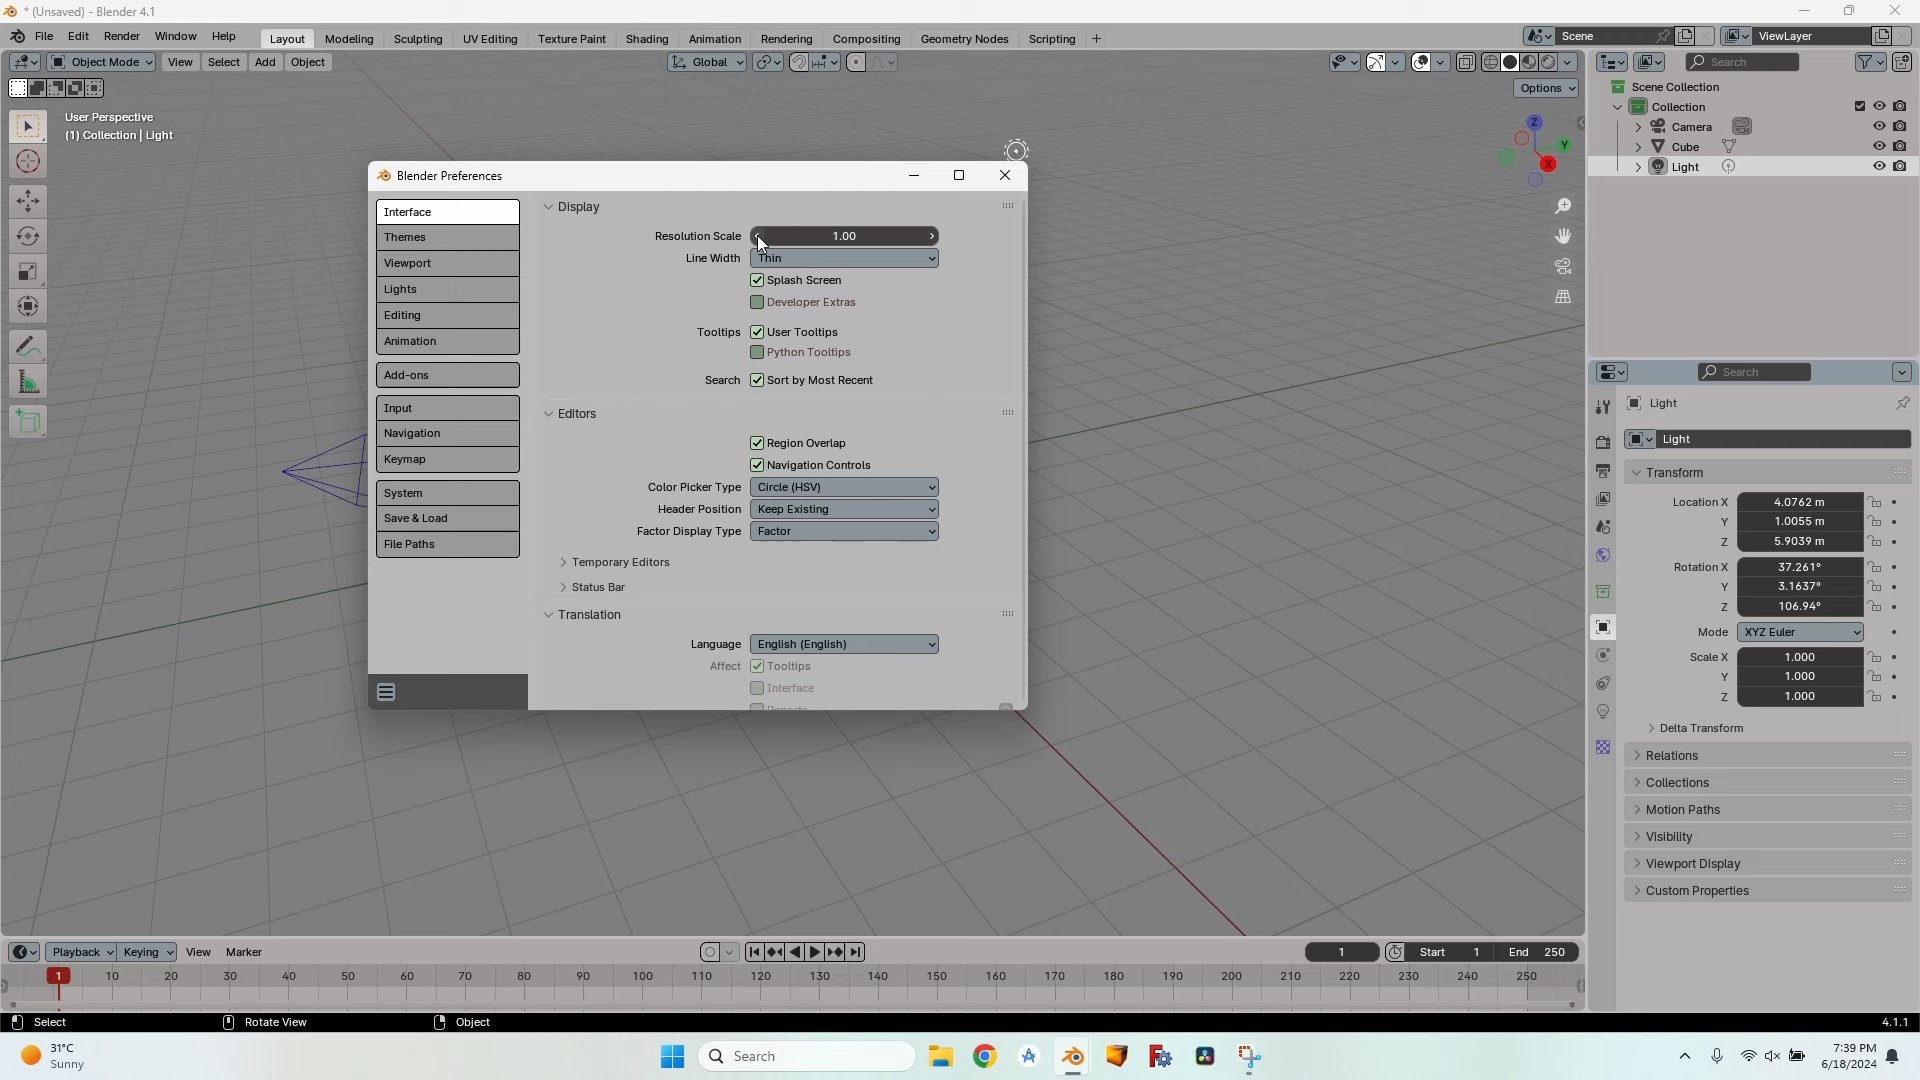 * (Unsaved) - Blender 4.1
File Edit Render Window Help
Layout Modeling Sculpting UV Editing Texture Paint Shading Animation Rendering Compositing Geometry Nodes Scripting +
Scene
ViewLayer
Object Mode View Select Add Object
Global
Options
User Perspective
(1) Collection | Light
Z
Y
X
Search
Scene Collection
Collection
Camera
Cube
Light
Blender Preferences
Interface
Themes
Viewport
Lights
Editing
Animation
Add-ons
Input
Navigation
Keymap
System
Save & Load
File Paths
Display
Resolution Scale 1.00
Line Width Thin
Splash Screen
Developer Extras
Tooltips User Tooltips
Python Tooltips
Search Sort by Most Recent
Editors
Region Overlap
Navigation Controls
Color Picker Type Circle (HSV)
Header Position Keep Existing
Factor Display Type Factor
Temporary Editors
Status Bar
Translation
Language English (English)
Affect Tooltips
Interface
Reports
Search
Light
Light
Transform
Location X 4.0762 m
Y 1.0055 m
Z 5.9039 m
Rotation X 37.261°
Y 3.1637°
Z 106.94°
Mode XYZ Euler
Scale X 1.000
Y 1.000
Z 1.000
Delta Transform
Relations
Collections
Motion Paths
Visibility
Viewport Display
Custom Properties
Playback Keying View Marker
1 Start 1 End 250
1 10 20 30 40 50 60 70 80 90 100 110 120 130 140 150 160 170 180 190 200 210 220 230 240 250
Select Rotate View Object 4.1.1
31°C
Sunny
Search
7:39 PM
6/18/2024